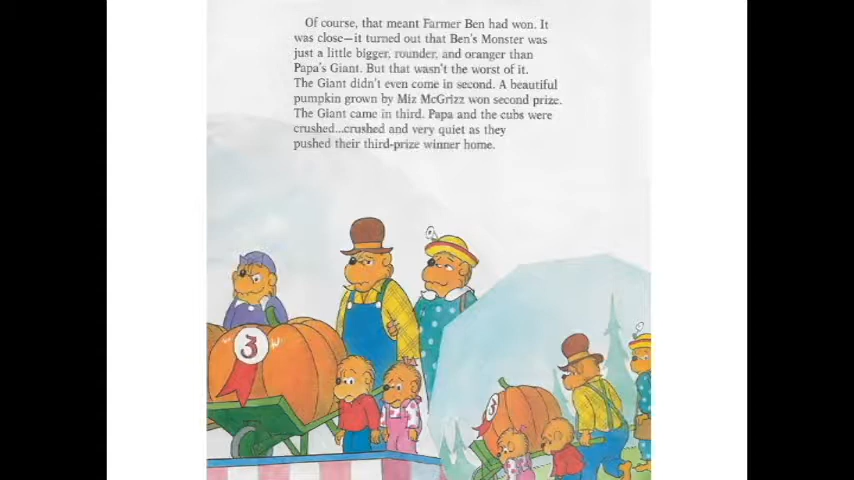 Of course, that meant Farmer Ben had won. It
was close—it turned out that Ben's Monster was
just a little bigger, rounder, and oranger than
Papa's Giant. But that wasn't the worst of it.
The Giant didn't even come in second. A beautiful
pumpkin grown by Miz McGrizz won second prize.
The Giant came in third. Papa and the cubs were
crushed...crushed and very quiet as they
pushed their third-prize winner home.
3
3